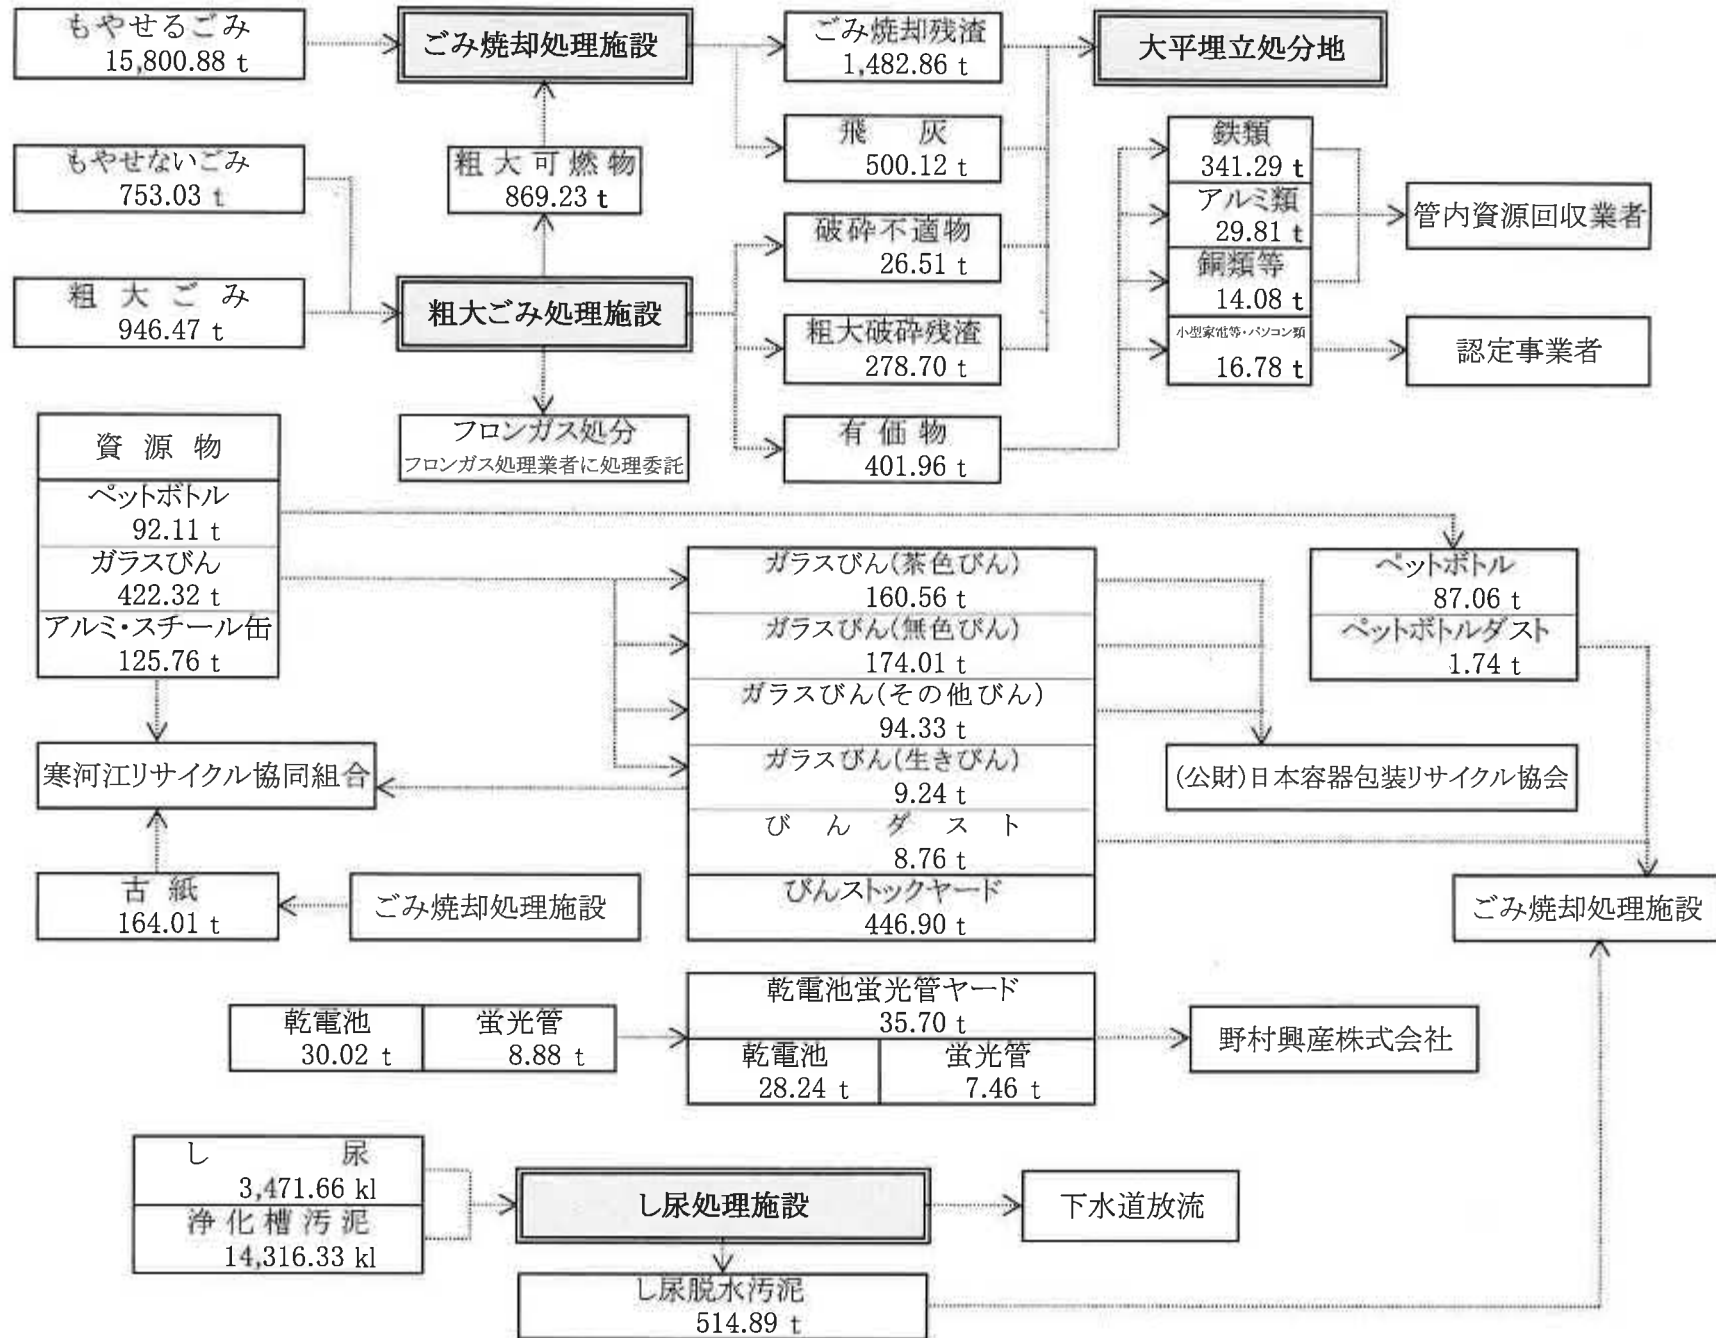 もやせるごみ
15,800.88 t
ごみ焼却処理施設
ごみ焼却残渣
1,482.86 t
大平埋立処分地
もやせないごみ
753.03 t
粗大可燃物
869.23 t
飛 灰
500.12 t
鉄類
341.29 t
アルミ類
29.81 t
銅類等
14.08 t
小型家電等・パソコン類
16.78 t
管内資源回収業者
認定事業者
破砕不適物
26.51 t
粗大ごみ
946.47 t
粗大ごみ処理施設
粗大破砕残渣
278.70 t
フロンガス処分
フロンガス処理業者に処理委託
有価物
401.96 t
資源物
ペットボトル
92.11 t
ガラスびん
422.32 t
アルミ・スチール缶
125.76 t
ガラスびん(茶色びん)
160.56 t
ガラスびん(無色びん)
174.01 t
ガラスびん(その他びん)
94.33 t
ガラスびん(生きびん)
9.24 t
びんダスト
8.76 t
びんストックヤード
446.90 t
ペットボトル
87.06 t
ペットボトルダスト
1.74 t
寒河江リサイクル協同組合
(公財)日本容器包装リサイクル協会
古紙
164.01 t
ごみ焼却処理施設
ごみ焼却処理施設
乾電池
30.02 t
蛍光管
8.88 t
乾電池蛍光管ヤード
35.70 t
乾電池
28.24 t
蛍光管
7.46 t
野村興産株式会社
し尿
3,471.66 kl
浄化槽汚泥
14,316.33 kl
し尿処理施設
下水道放流
し尿脱水汚泥
514.89 t